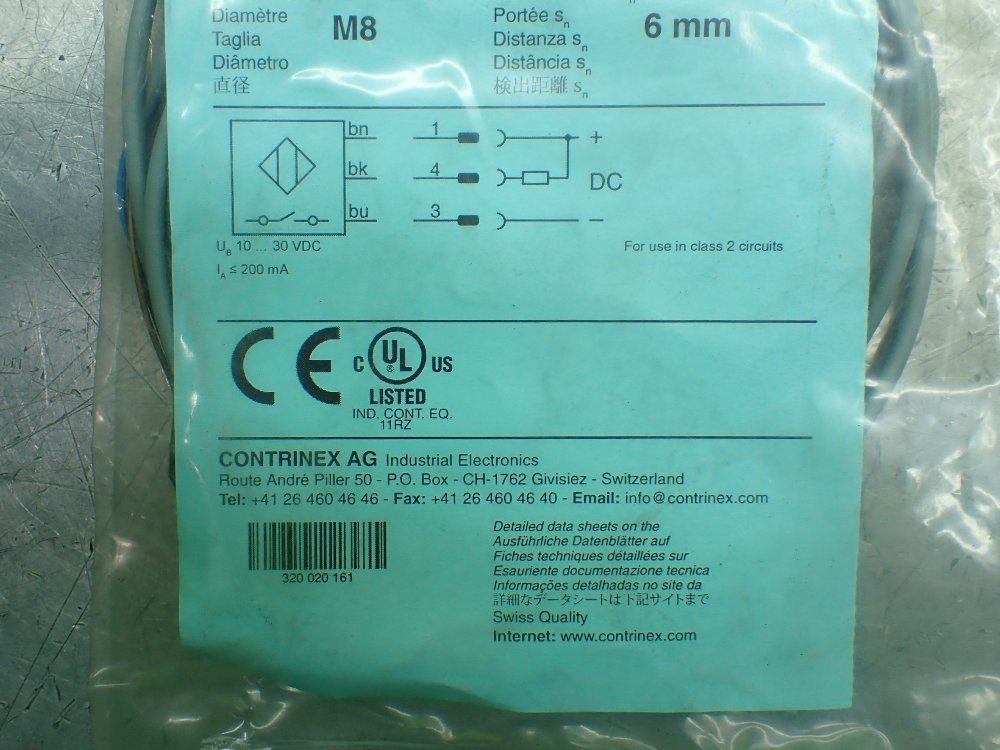 Diamètre
Taglia
Diâmetro
直径
M8
Portée sn
Distanza sn
Distância sn
検出距離 sn
6 mm
bn
bk
bu
1
4
3
+
DC
−
UB 10 ... 30 VDC
IA ≤ 200 mA
For use in class 2 circuits
CE
C UL ® US
LISTED
IND. CONT. EQ.
11RZ
CONTRINEX AG Industrial Electronics
Route André Piller 50 - P.O. Box - CH-1762 Givisiez - Switzerland
Tel: +41 26 460 46 46 - Fax: +41 26 460 46 40 - Email: info@contrinex.com
320 020 161
Detailed data sheets on the
Ausführliche Datenblätter auf
Fiches techniques détaillées sur
Esauriente documentazione tecnica
Informações detalhadas no site da
詳細なデータシートは下記サイトまで
Swiss Quality
Internet: www.contrinex.com